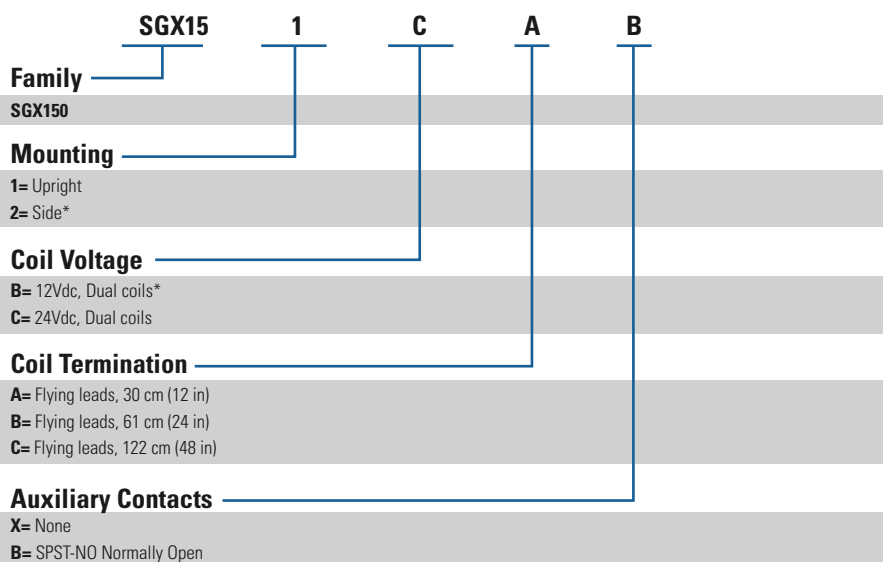 SGX15 1 C A B
Family
SGX150
Mounting
1= Upright
2= Side*
Coil Voltage
B= 12Vdc, Dual coils*
C= 24Vdc, Dual coils
Coil Termination
A= Flying leads, 30 cm (12 in)
B= Flying leads, 61 cm (24 in)
C= Flying leads, 122 cm (48 in)
Auxiliary Contacts
X= None
B= SPST-NO Normally Open